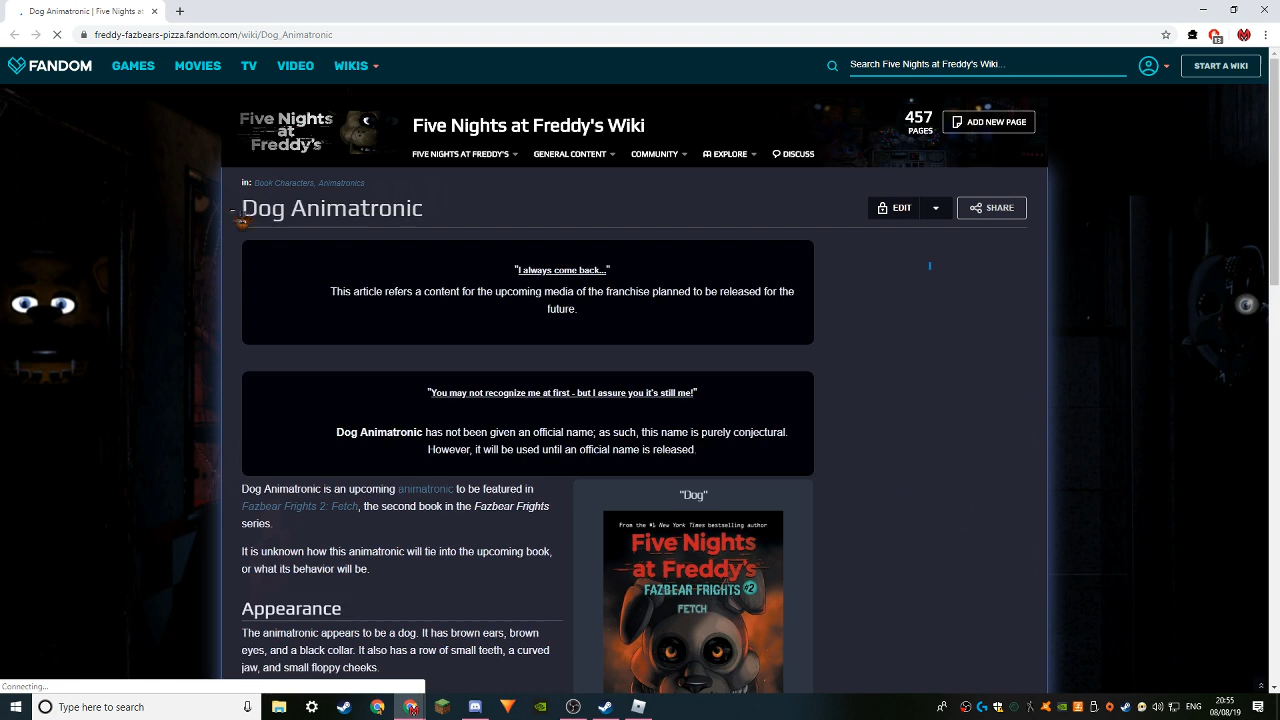 Dog Animatronic | Five Nights at
freddy-fazbears-pizza.fandom.com/wiki/Dog_Animatronic
13
FANDOM GAMES MOVIES TV VIDEO WIKIS
Search Five Nights at Freddy's Wiki...
START A WIKI
Five Nights
at
Freddy's
Five Nights at Freddy's Wiki
457
PAGES
ADD NEW PAGE
FIVE NIGHTS AT FREDDY'S GENERAL CONTENT COMMUNITY EXPLORE DISCUSS
in: Book Characters, Animatronics
Dog Animatronic
EDIT
SHARE
"I always come back..."
This article refers a content for the upcoming media of the franchise planned to be released for the
future.
"You may not recognize me at first - but I assure you it's still me!"
Dog Animatronic has not been given an official name; as such, this name is purely conjectural.
However, it will be used until an official name is released.
Dog Animatronic is an upcoming animatronic to be featured in
Fazbear Frights 2: Fetch, the second book in the Fazbear Frights
series.
It is unknown how this animatronic will tie into the upcoming book,
or what its behavior will be.
Appearance
The animatronic appears to be a dog. It has brown ears, brown
eyes, and a black collar. It also has a row of small teeth, a curved
jaw, and small floppy cheeks.
"Dog"
From the #1 New York Times bestselling author
Five Nights
at Freddy's
FAZBEAR FRIGHTS #2
FETCH
Connecting...
Type here to search
20:55
08/08/19